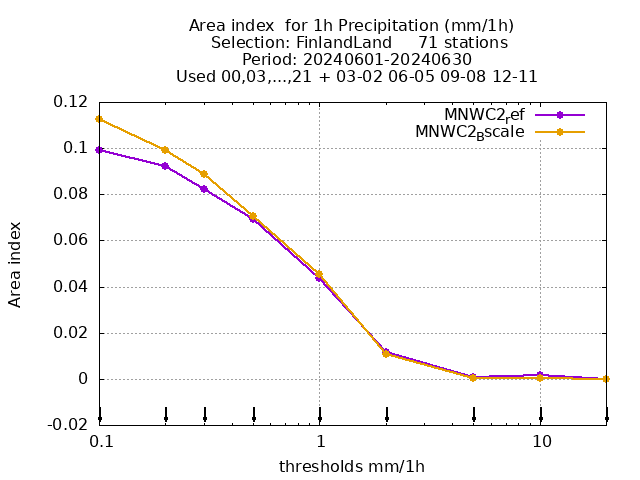 Area index  for 1h Precipitation (mm/1h)
Selection: FinlandLand     71 stations
Period: 20240601-20240630
Used 00,03,...,21 + 03-02 06-05 09-08 12-11
MNWC2ref
MNWC2Bscale
0.12
0.1
0.08
0.06
0.04
0.02
0
-0.02
Area index
0.1
1
10
thresholds mm/1h